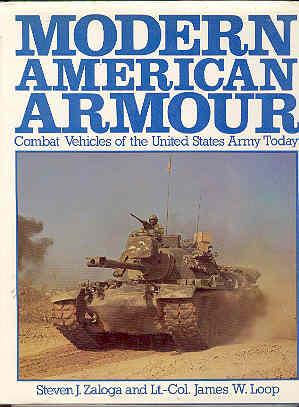 MODERN
AMERICAN
ARMOUR
Combat Vehicles of the United States Army Today
Steven J. Zaloga and Lt-Col. James W. Loop